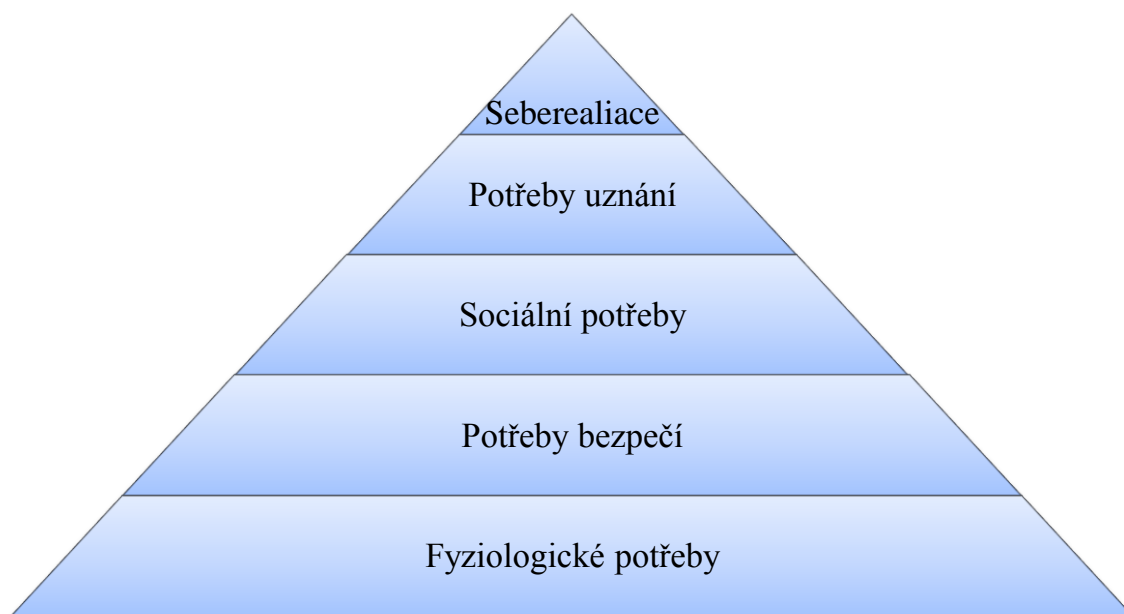 Seberealiace
Potřeby uznání
Sociální potřeby
Potřeby bezpečí
Fyziologické potřeby